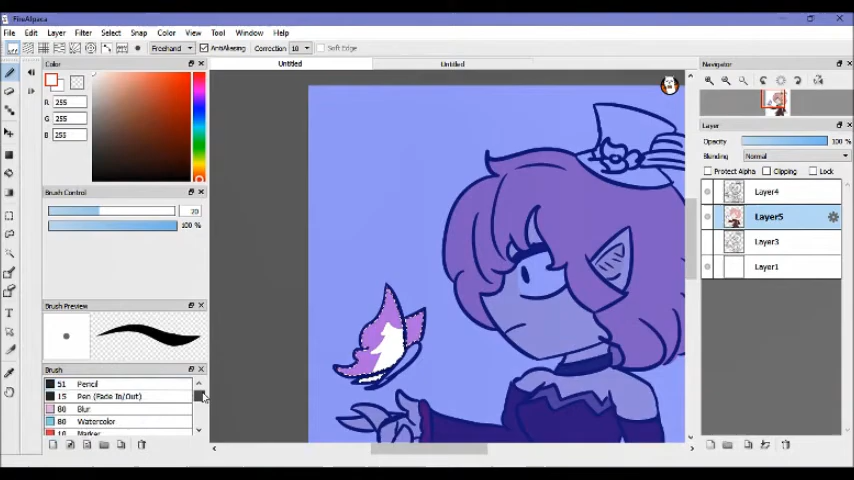 FireAlpaca
File Edit Layer Filter Select Snap Color View Tool Window Help
Freehand AntiAliasing Correction 10 Soft Edge
Color
Untitled Untitled
Navigator
R 255
G 255
B 255
Layer
Opacity 100 %
Blending Normal
Protect Alpha Clipping Lock
Brush Control
20
100 %
Layer4
Layer5
Layer3
Layer1
Brush Preview
Brush
51 Pencil
15 Pen (Fade In/Out)
80 Blur
80 Watercolor
10 Marker